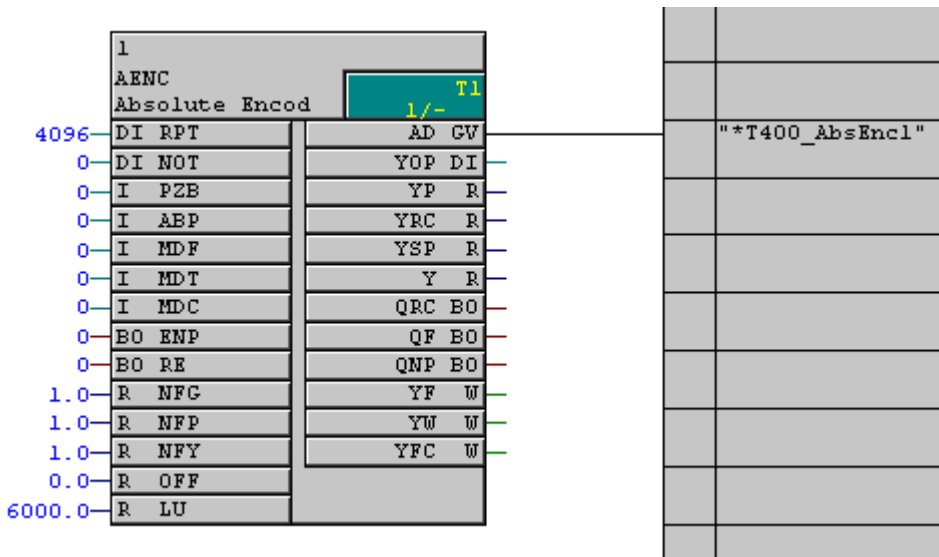 1
AENC
Absolute Encod
T1
1/-
4096 DI RPT AD GV "*T400_AbsEnc1"
0 DI NOT YOP DI
0 I PZB YP R
0 I ABP YRC R
0 I MDF YSP R
0 I MDT Y R
0 I MDC QRC BO
0 BO ENP QF BO
0 BO RE QNP BO
1.0 R NFG YF W
1.0 R NFP YW W
1.0 R NFY YFC W
0.0 R OFF
6000.0 R LU